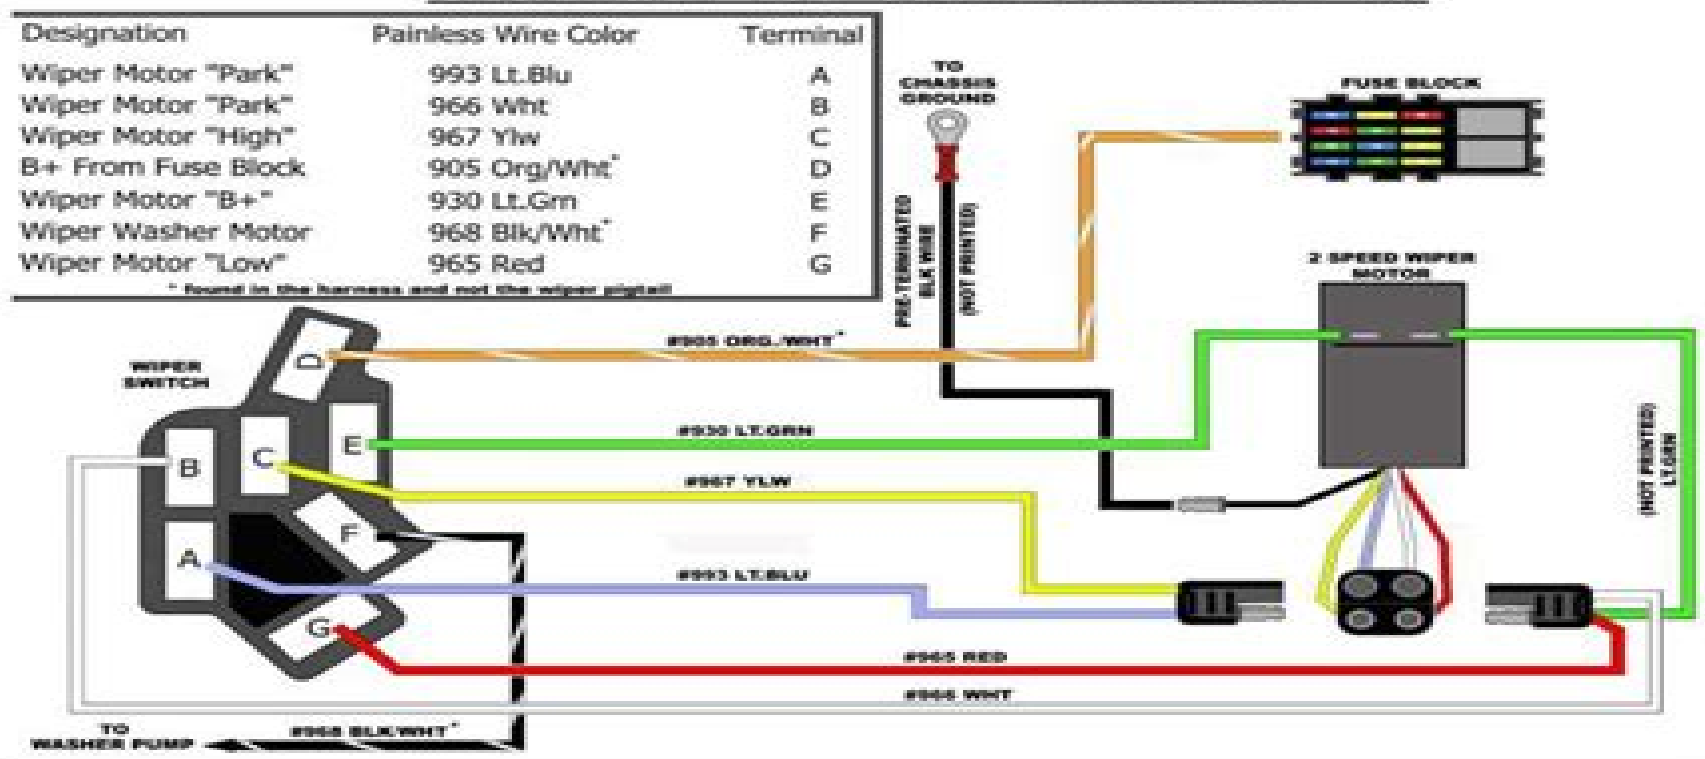 Designation Painless Wire Color Terminal
Wiper Motor "Park" 993 Lt.Blu A
Wiper Motor "Park" 966 Wht B
Wiper Motor "High" 967 Ylw C
B+ From Fuse Block 905 Org/Wht* D
Wiper Motor "B+" 930 Lt.Grn E
Wiper Washer Motor 968 Blk/Wht* F
Wiper Motor "Low" 965 Red G
* found in the harness and not the wiper pigtail
TO
CHASSIS
GROUND
FUSE BLOCK
PRE-TERMINATED
BLK WIRE
(NOT PRINTED)
2 SPEED WIPER
MOTOR
WIPER
SWITCH
#905 ORG./WHT*
#930 LT.GRN
#967 YLW
#993 LT.BLU
#965 RED
#966 WHT
#968 BLK/WHT*
TO
WASHER PUMP
(NOT PRINTED)
LT.GRN
D
E
C
B
F
A
G